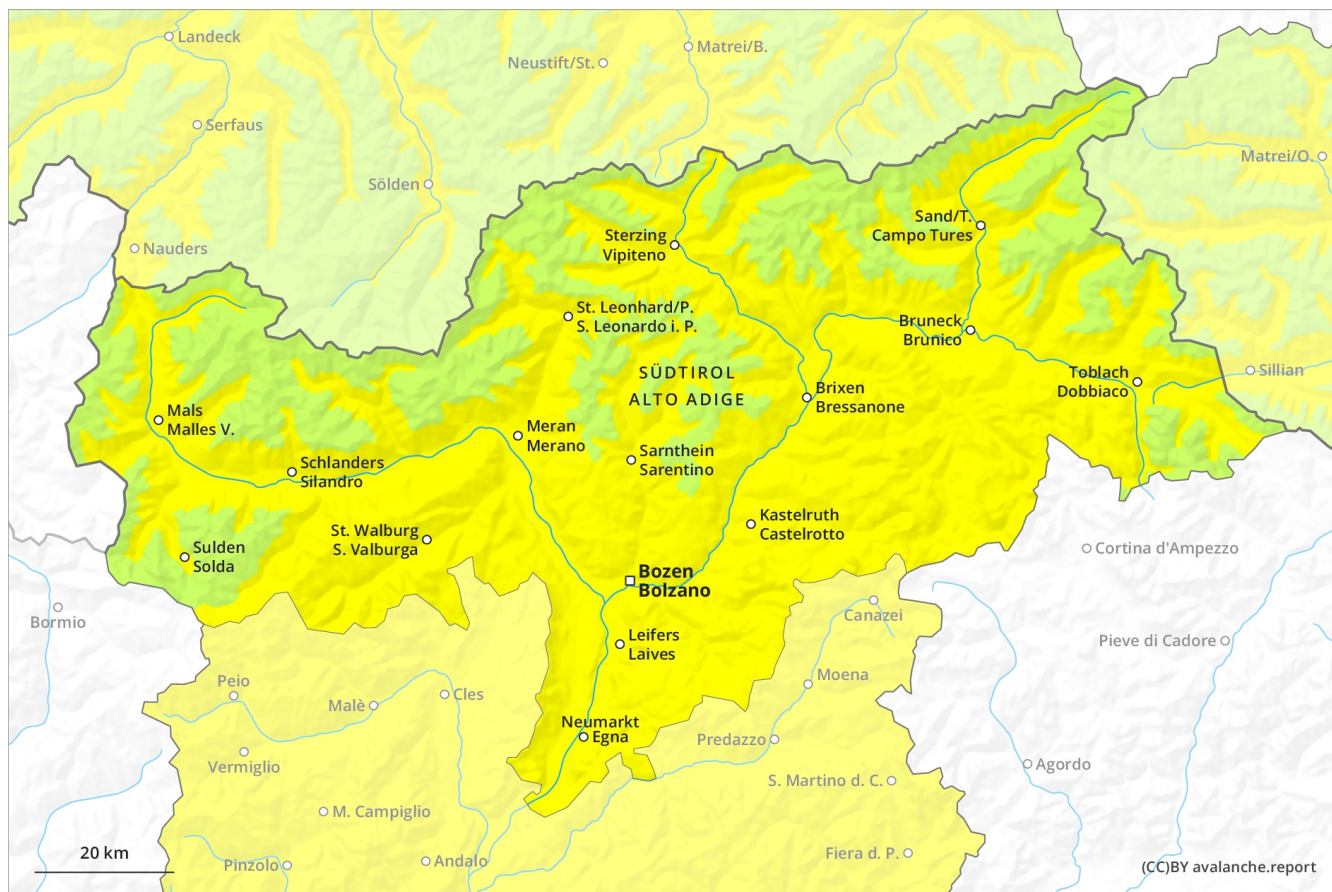 Landeck
Matrei/B.
Neustift/St.
Serfaus
Matrei/O.
Sölden
Sand/T.
Campo Tures
Nauders
Sterzing
Vipiteno
St. Leonhard/P.
S. Leonardo i. P.
Bruneck
Brunico
SÜDTIROL
ALTO ADIGE
Toblach
Dobbiaco
Sillian
Brixen
Bressanone
Mals
Malles V.
Meran
Merano
Sarnthein
Sarentino
Schlanders
Silandro
Kastelruth
Castelrotto
St. Walburg
S. Valburga
Sulden
Solda
Cortina d'Ampezzo
Bozen
Bolzano
Bormio
Canazei
Leifers
Laives
Pieve di Cadore
Peio
Moena
Malè
Cles
Neumarkt
Egna
Predazzo
Vermiglio
Agordo
S. Martino d. C.
M. Campiglio
20 km
Andalo
Fiera d. P.
Pinzolo
(CC)BY avalanche.report